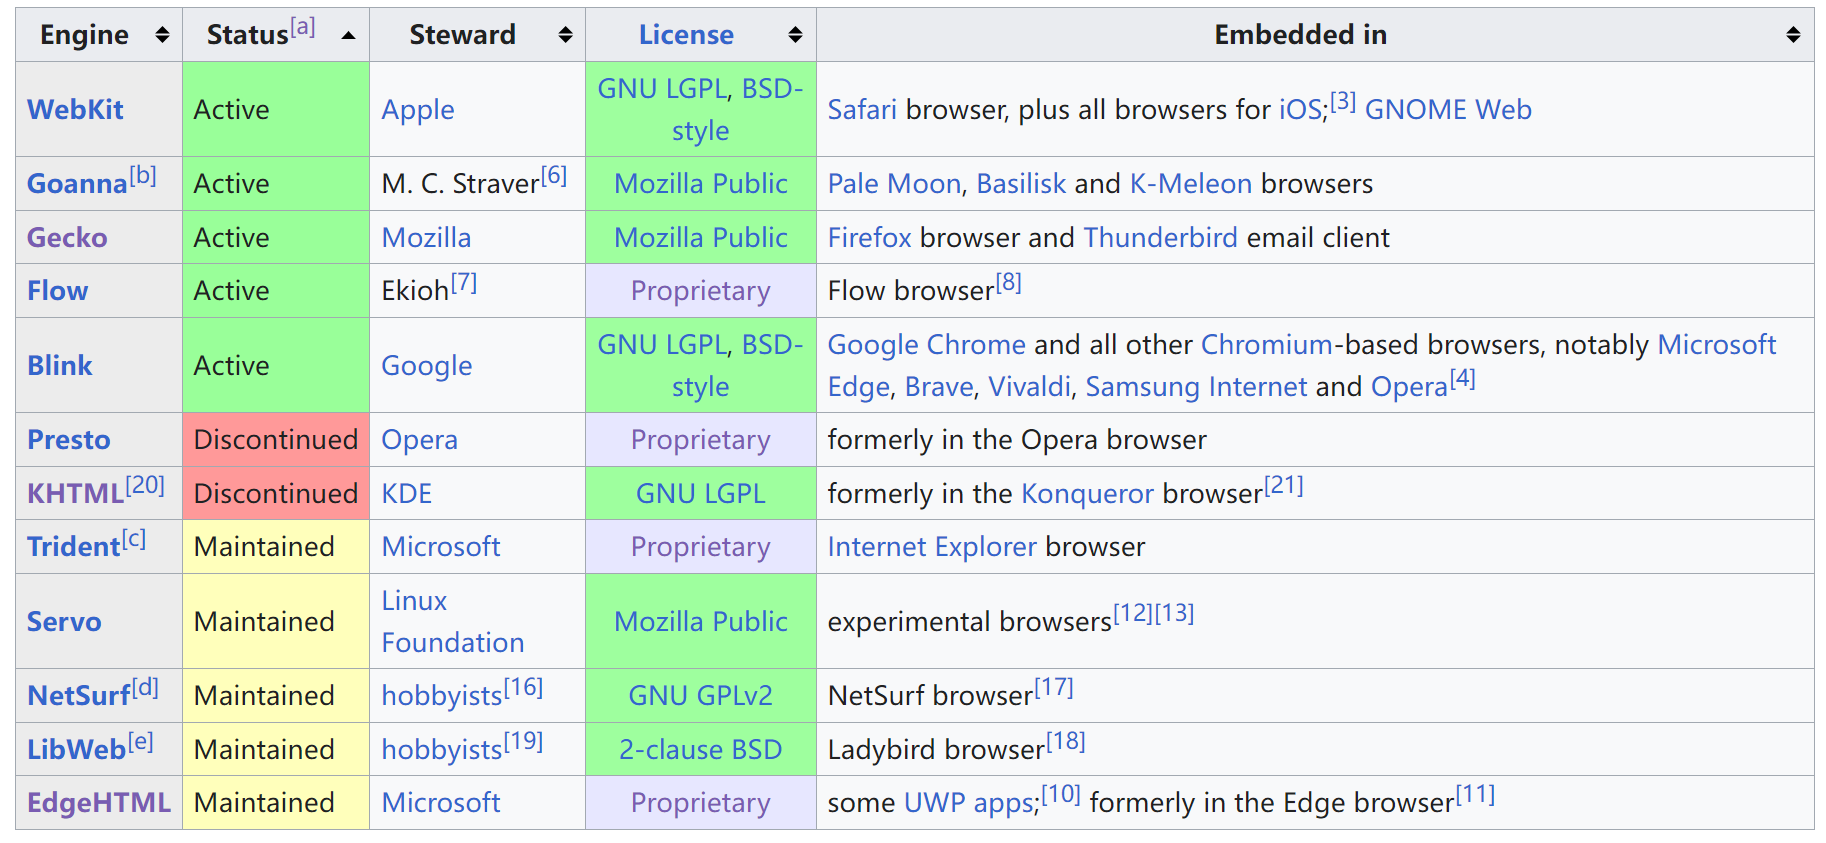 Engine Status[a] Steward License Embedded in
WebKit Active Apple GNU LGPL, BSD-
style Safari browser, plus all browsers for iOS;[3] GNOME Web
Goanna[b] Active M. C. Straver[6] Mozilla Public Pale Moon, Basilisk and K-Meleon browsers
Gecko Active Mozilla Mozilla Public Firefox browser and Thunderbird email client
Flow Active Ekioh[7] Proprietary Flow browser[8]
Blink Active Google GNU LGPL, BSD-
style Google Chrome and all other Chromium-based browsers, notably Microsoft
Edge, Brave, Vivaldi, Samsung Internet and Opera[4]
Presto Discontinued Opera Proprietary formerly in the Opera browser
KHTML[20] Discontinued KDE GNU LGPL formerly in the Konqueror browser[21]
Trident[c] Maintained Microsoft Proprietary Internet Explorer browser
Servo Maintained Linux
Foundation Mozilla Public experimental browsers[12][13]
NetSurf[d] Maintained hobbyists[16] GNU GPLv2 NetSurf browser[17]
LibWeb[e] Maintained hobbyists[19] 2-clause BSD Ladybird browser[18]
EdgeHTML Maintained Microsoft Proprietary some UWP apps;[10] formerly in the Edge browser[11]